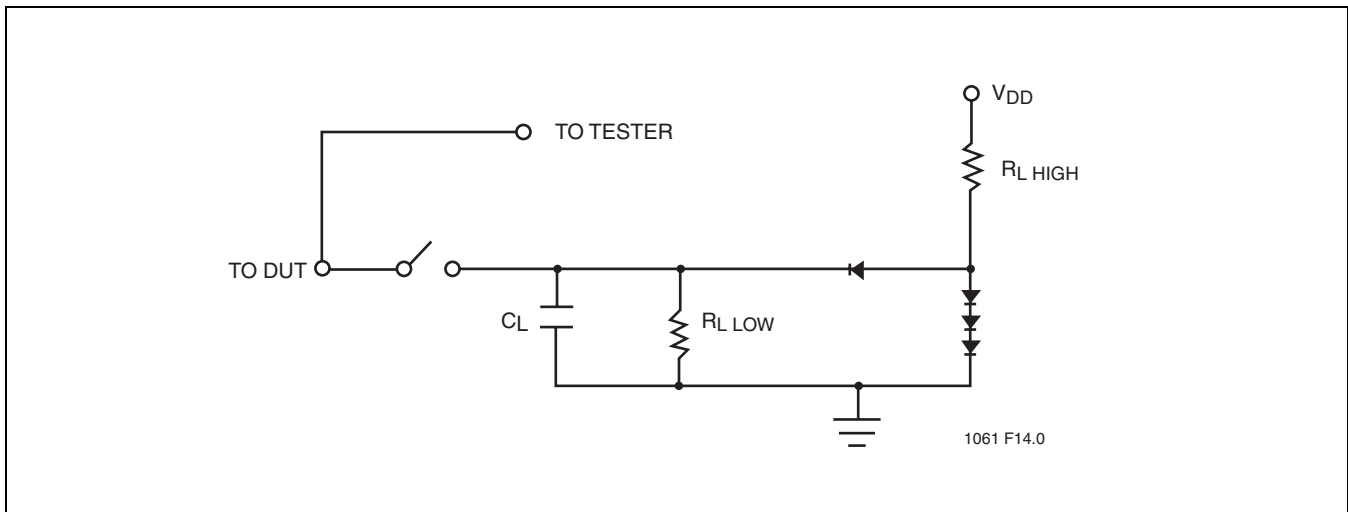 VDD
TO TESTER
RL HIGH
TO DUT
CL
RL LOW
1061 F14.0